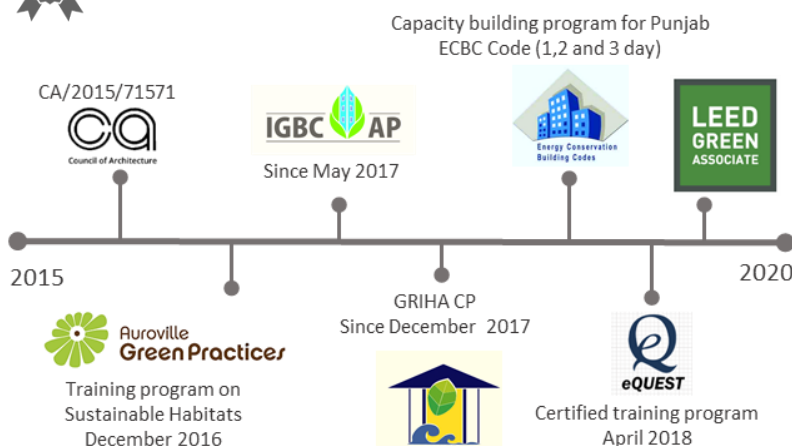 Capacity building program for Punjab
ECBC Code (1,2 and 3 day)
CA/2015/71571
ca
Council of Architecture
IGBC AP
Since May 2017
Energy Conservation
Building Codes
LEED
GREEN
ASSOCIATE
2015
2020
Auroville
Green Practices
Training program on
Sustainable Habitats
December 2016
GRIHA CP
Since December 2017
eQUEST
Certified training program
April 2018